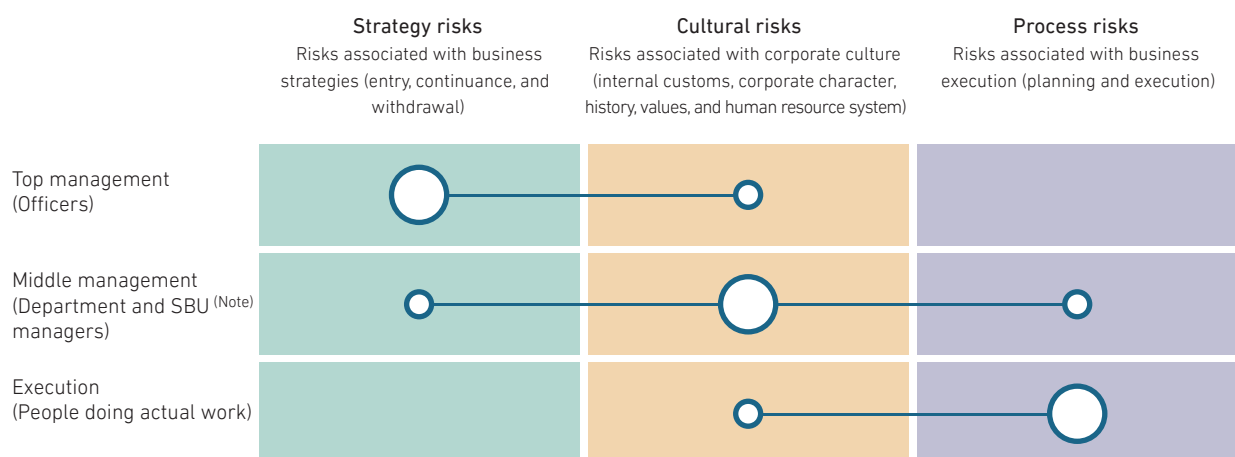 Strategy risks
Risks associated with business
strategies (entry, continuance, and
withdrawal)
Cultural risks
Risks associated with corporate culture
(internal customs, corporate character,
history, values, and human resource system)
Process risks
Risks associated with business
execution (planning and execution)
Top management
(Officers)
Middle management
(Department and SBU (Note)
managers)
Execution
(People doing actual work)